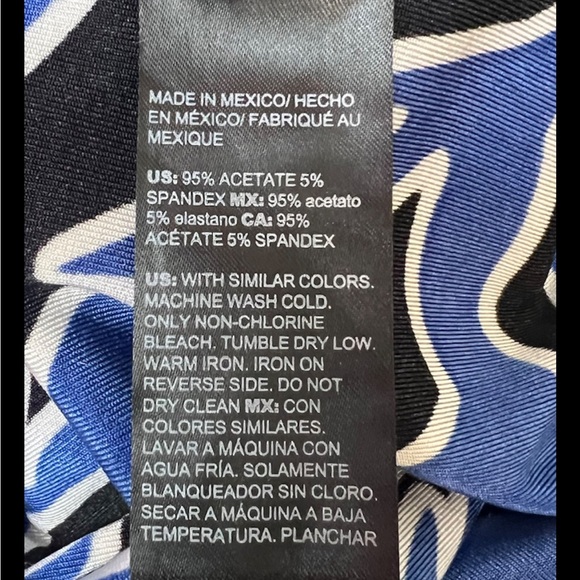 MADE IN MEXICO/ HECHO
EN MÉXICO/ FABRIQUÉ AU
MEXIQUE
US: 95% ACETATE 5%
SPANDEX MX: 95% acetato
5% elastano CA: 95%
ACÉTATE 5% SPANDEX
US: WITH SIMILAR COLORS.
MACHINE WASH COLD.
ONLY NON-CHLORINE
BLEACH. TUMBLE DRY LOW.
WARM IRON. IRON ON
REVERSE SIDE. DO NOT
DRY CLEAN MX: CON
COLORES SIMILARES.
LAVAR A MÁQUINA CON
AGUA FRÍA. SOLAMENTE
BLANQUEADOR SIN CLORO.
SECAR A MÁQUINA A BAJA
TEMPERATURA. PLANCHAR